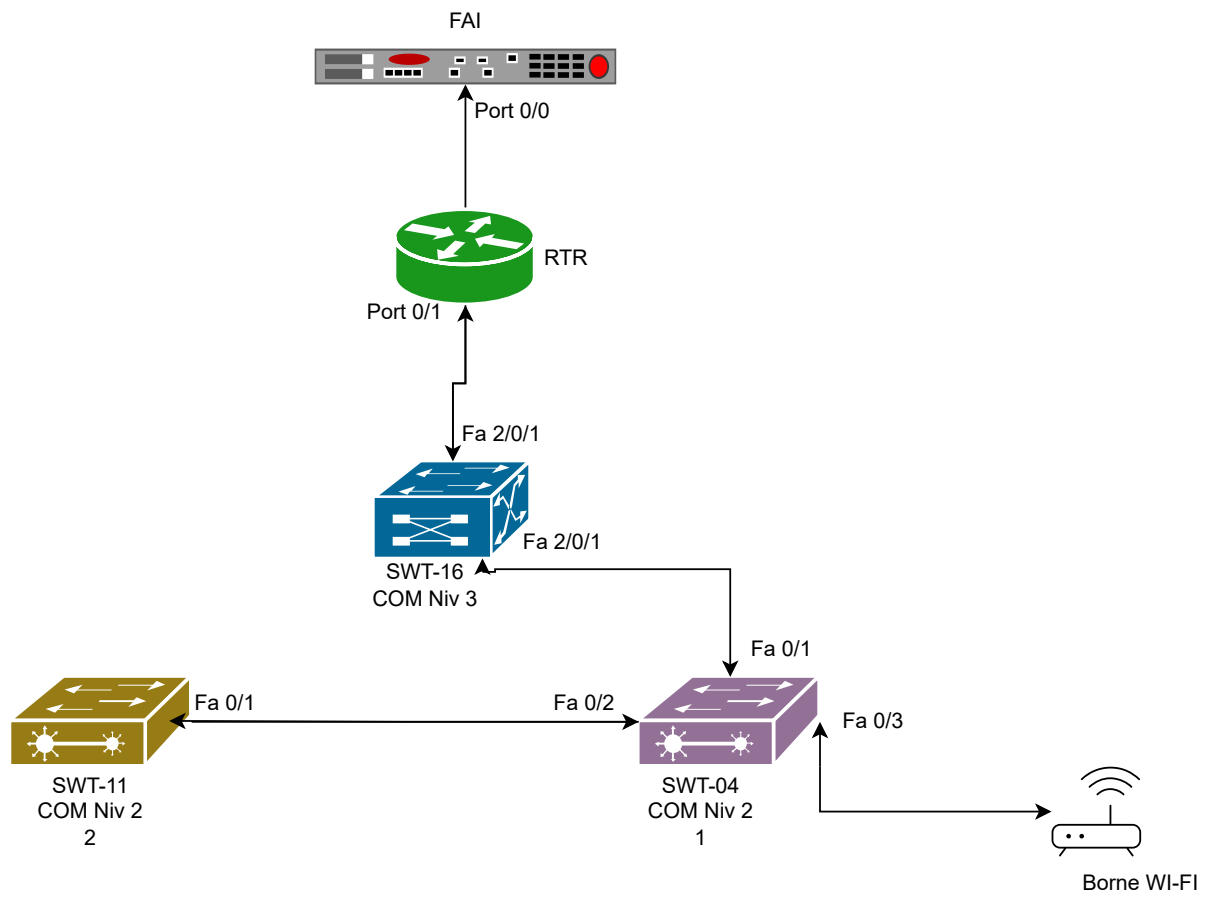 FAI
Port 0/0
RTR
Port 0/1
Fa 2/0/1
Fa 2/0/1
SWT-16
COM Niv 3
Fa 0/1
Fa 0/1
Fa 0/2
Fa 0/3
SWT-11
COM Niv 2
2
SWT-04
COM Niv 2
1
Borne WI-FI